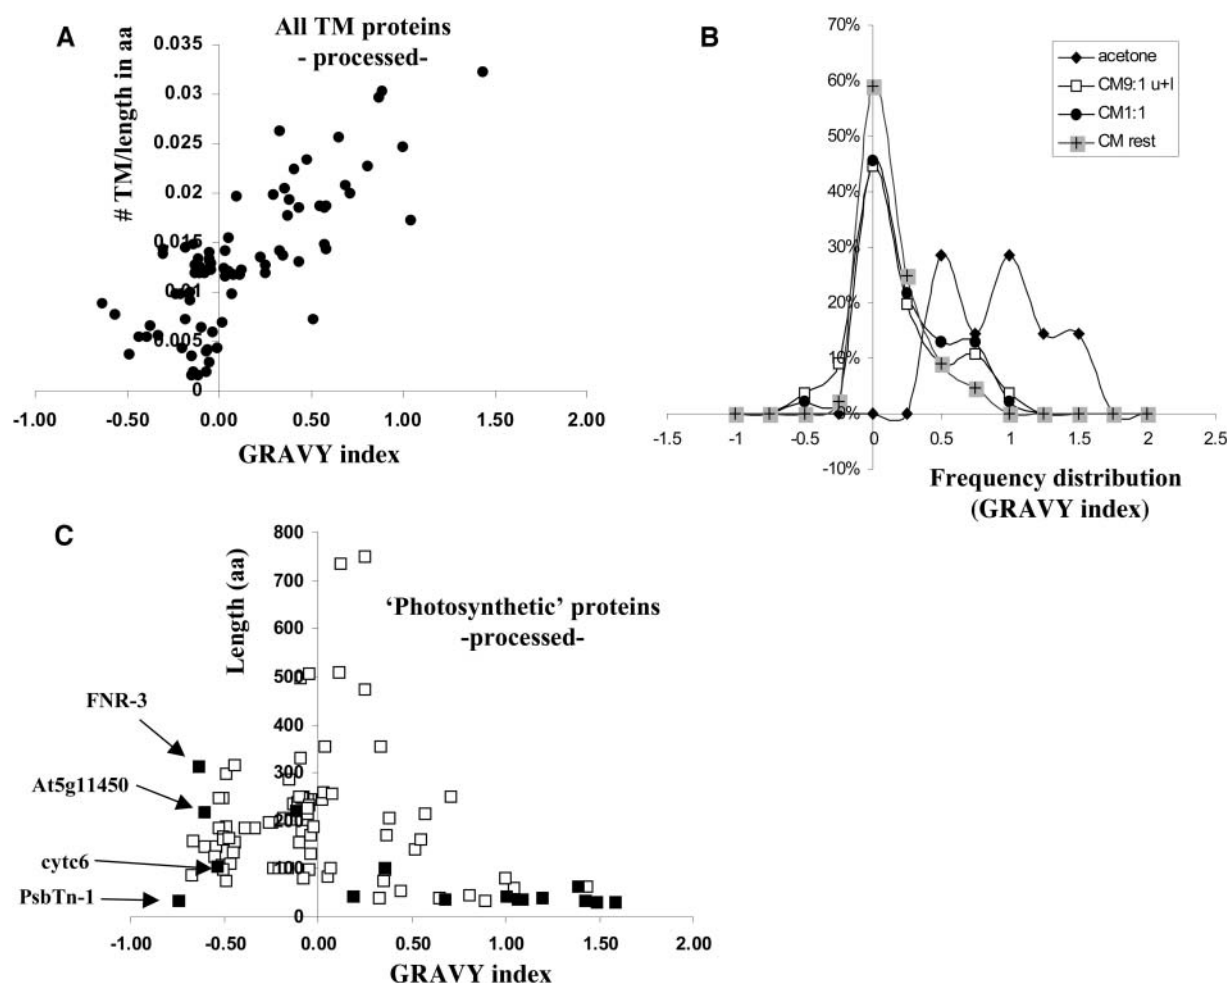 A
All TM proteins
- processed-
# TM/length in aa
0.035
0.03
0.025
0.02
0.015
0.01
0.005
0
-1.00
-0.50
0.00
0.50
1.00
1.50
2.00
GRAVY index
B
70%
60%
50%
40%
30%
20%
10%
0%
-10%
acetone
CM9:1 u+l
CM1:1
CM rest
-1.5
-1
-0.5
0
0.5
1
1.5
2
2.5
Frequency distribution
(GRAVY index)
C
Length (aa)
800
700
600
500
400
300
200
100
0
'Photosynthetic' proteins
-processed-
FNR-3
At5g11450
cytc6
PsbTn-1
-1.00
-0.50
0.00
0.50
1.00
1.50
2.00
GRAVY index